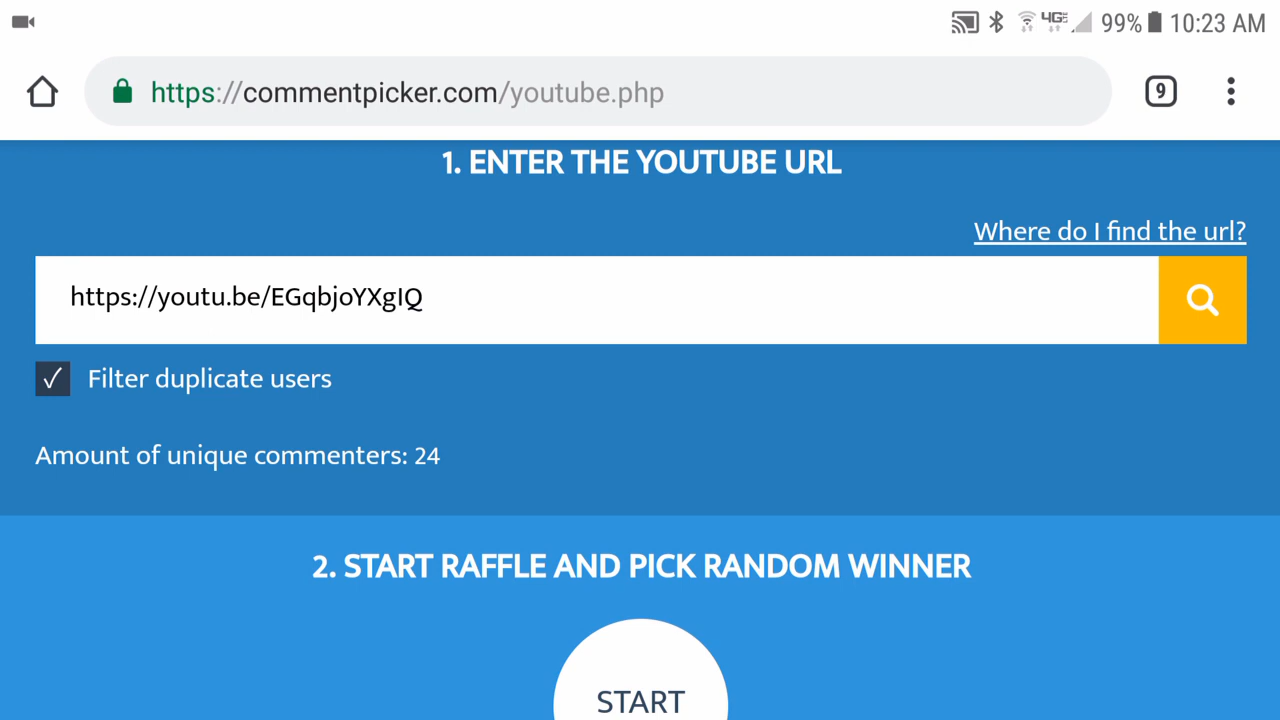 99% 10:23 AM
https://commentpicker.com/youtube.php
9
1. ENTER THE YOUTUBE URL
Where do I find the url?
https://youtu.be/EGqbjoYXgIQ
Filter duplicate users
Amount of unique commenters: 24
2. START RAFFLE AND PICK RANDOM WINNER
START